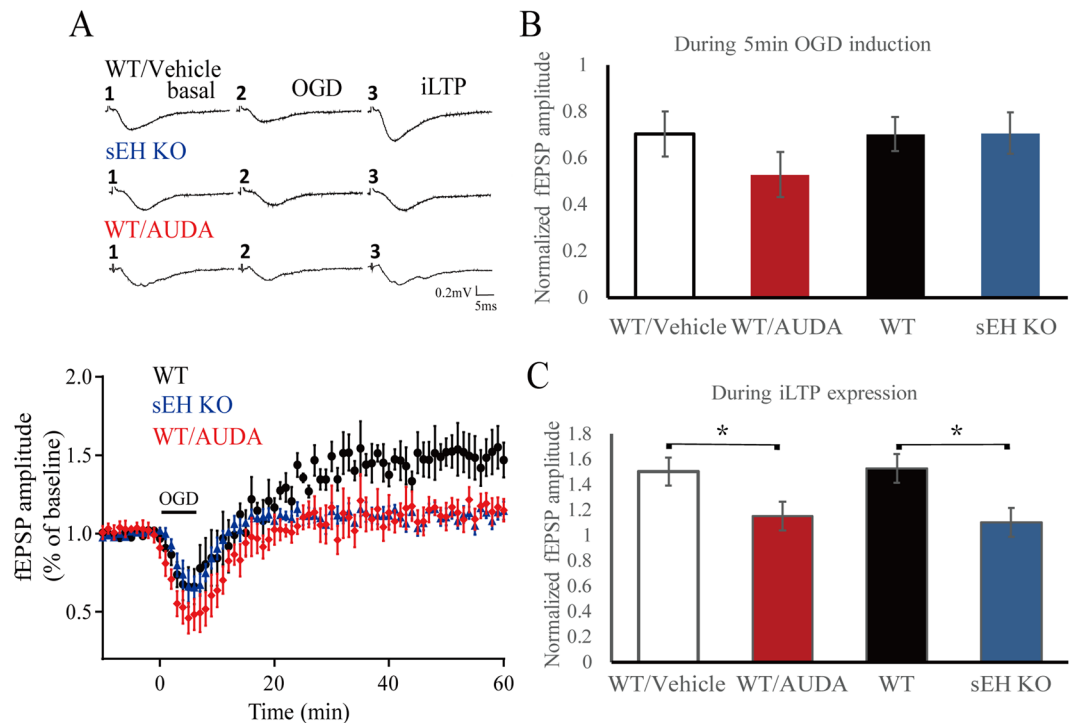 A
WT/Vehicle
basal
OGD
iLTP
1
2
3
sEH KO
1
2
3
WT/AUDA
1
2
3
0.2mV
5ms
fEPSP amplitude
(% of baseline)
2.0
1.5
1.0
0.5
WT
sEH KO
WT/AUDA
OGD
0
20
40
60
Time (min)
B
During 5min OGD induction
Normalized fEPSP amplitude
1
0.8
0.6
0.4
0.2
0
WT/Vehicle
WT/AUDA
WT
sEH KO
C
During iLTP expression
Normalized fEPSP amplitude
1.8
1.6
1.4
1.2
1
0.8
0.6
0.4
0.2
0
*
*
WT/Vehicle
WT/AUDA
WT
sEH KO